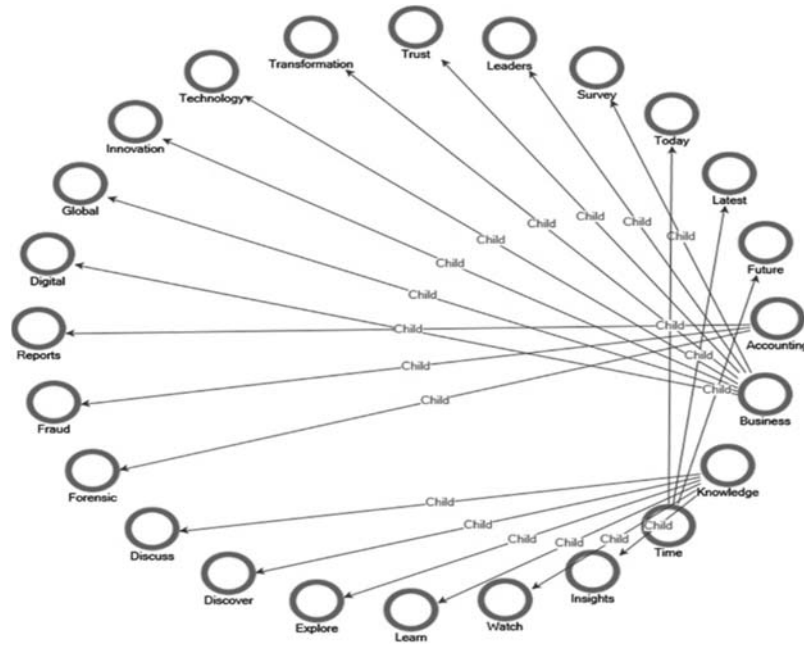 Trust
Leaders
Transformation
Survey
Technology
Today
Innovation
Latest
Global
Child
Child
Child
Child
Child
Child
Child
Future
Digital
Child
Child
Child
Accounting
Reports
Child
Child
Child
Child
Business
Fraud
Forensic
Knowledge
Child
Child
Child
Child
Child
Child
Discuss
Time
Discover
Insights
Explore
Learn
Watch